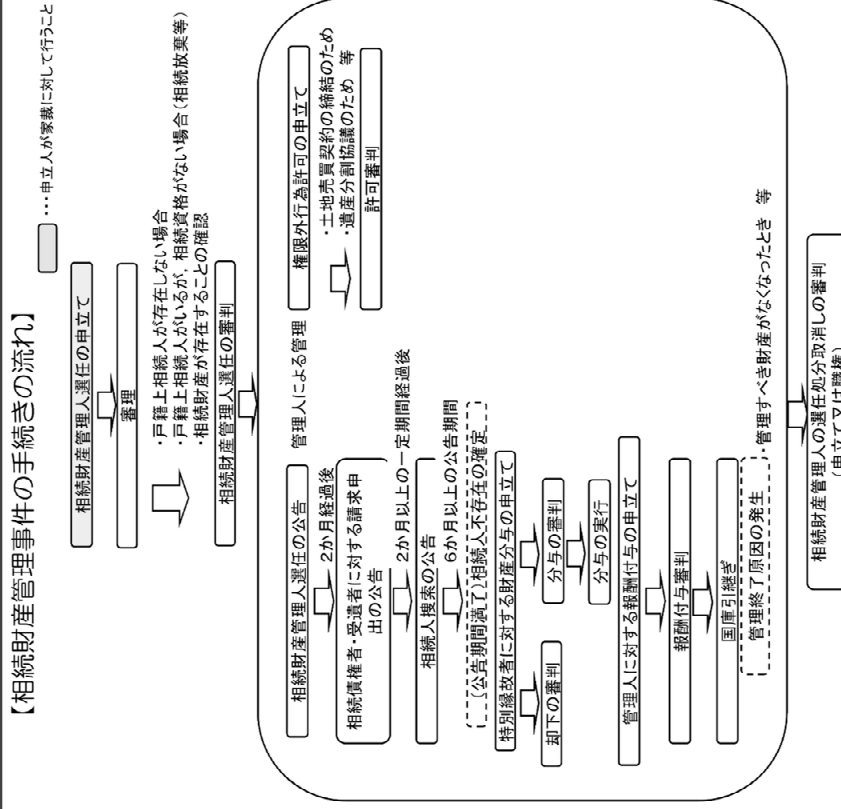 【相続財産管理事件の手続きの流れ】
・・・申立人が家裁に対して行うこと
相続財産管理人選任の申立て
審理
・戸籍上相続人が存在しない場合
・戸籍上相続人がいるが、相続資格がない場合(相続放棄等)
・相続財産が存在することの確認
相続財産管理人選任の審判
相続財産管理人選任の公告
管理人による管理
2か月経過後
相続債権者・受遺者に対する請求申
出の公告
2か月以上の一定期間経過後
相続人捜索の公告
6か月以上の公告期間
(公告期間満了)相続人不存在の確定
特別縁故者に対する財産分与の申立て
却下の審判
分与の審判
分与の実行
管理人に対する報酬付与の申立て
報酬付与審判
国庫引継ぎ
管理終了原因の発生
・管理すべき財産がなくなったとき 等
権限外行為許可の申立て
・土地売買契約の締結のため
・遺産分割協議のため 等
許可審判
相続財産管理人の選任処分取消しの審判
(申立て又は職権)